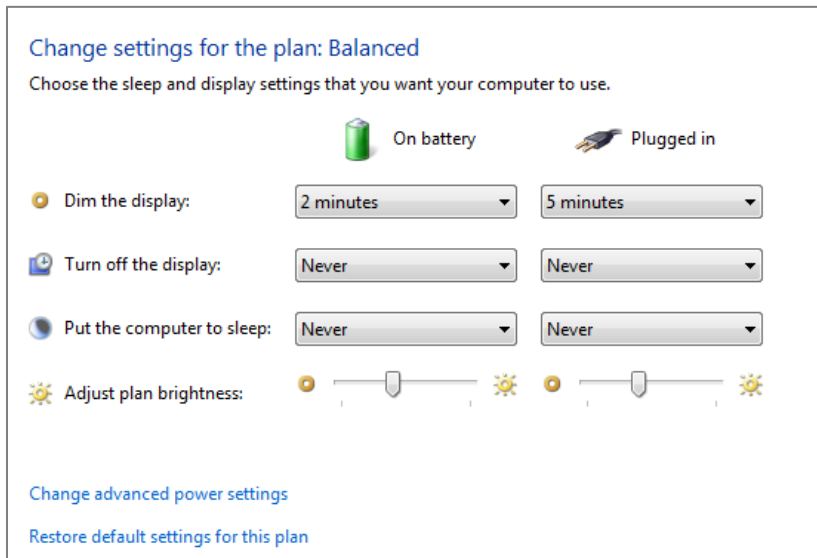 Change settings for the plan: Balanced
Choose the sleep and display settings that you want your computer to use.
On battery Plugged in
Dim the display: 2 minutes 5 minutes
Turn off the display: Never Never
Put the computer to sleep: Never Never
Adjust plan brightness:
Change advanced power settings
Restore default settings for this plan